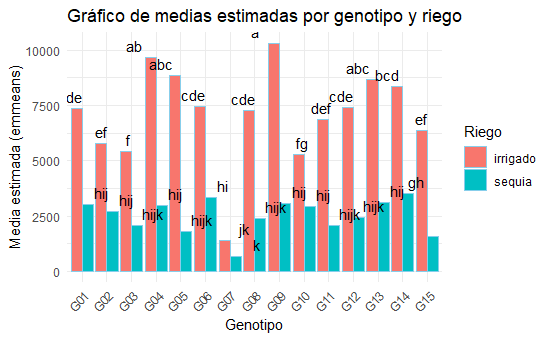 Gráfico de medias estimadas por genotipo y riego
Media estimada (emmeans)
10000
7500
5000
2500
0
a
ab
abc
abc
bcd
de
cde
cde
cde
def
ef
ef
f
fg
hij
hij
hij
hi
hij
hij
hij
gh
hijk
hijk
hijk
hijk
jk
k
G01 G02 G03 G04 G05 G06 G07 G08 G09 G10 G11 G12 G13 G14 G15
Genotipo
Riego
irrigado
sequia